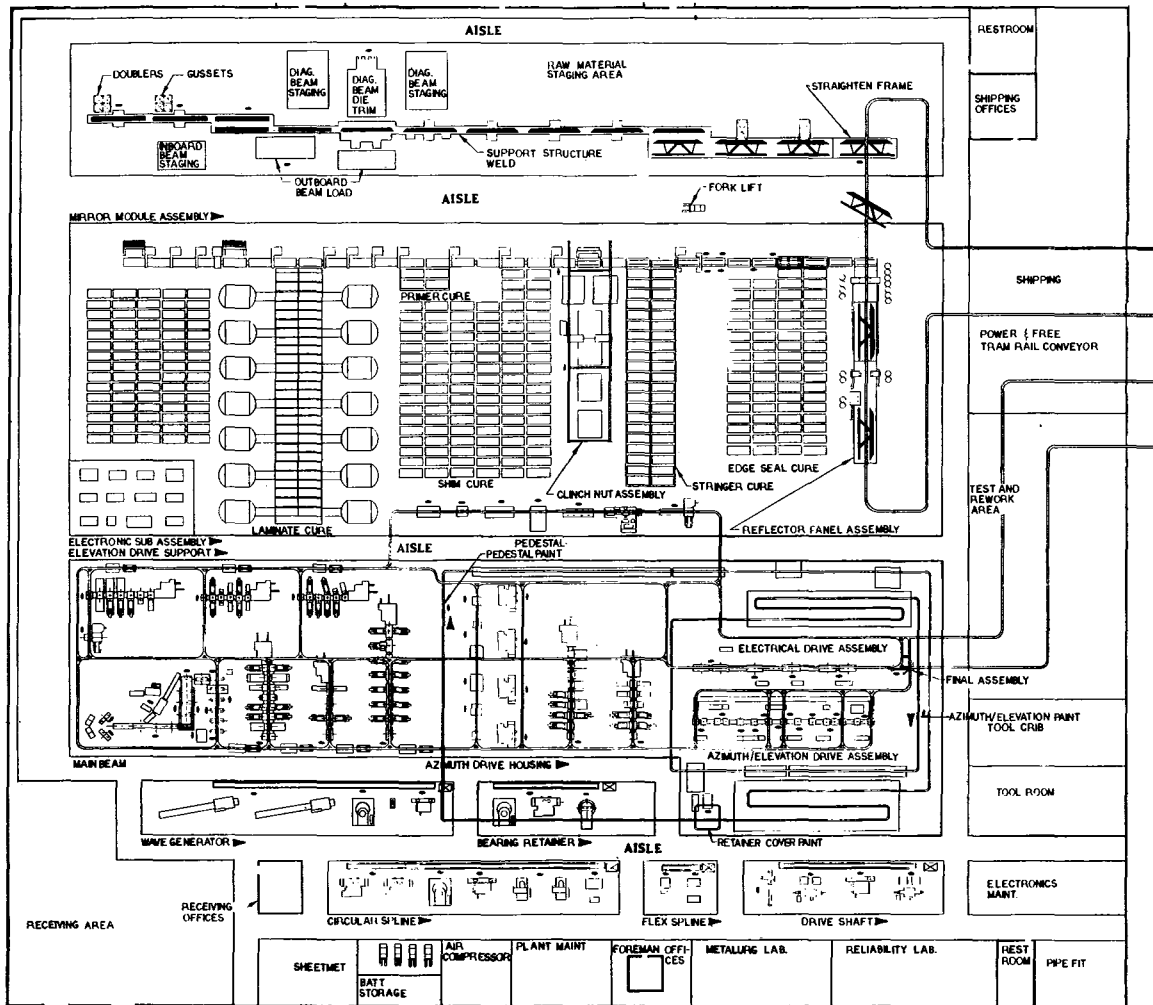 AISLE
RESTROOM
DOUBLERS
GUSSETS
DIAG.
BEAM
STAGING
DIAG.
BEAM
DIE
TRIM
DIAG.
BEAM
STAGING
RAW MATERIAL
STAGING AREA
STRAIGHTEN FRAME
SHIPPING
OFFICES
INBOARD
BEAM
STAGING
SUPPORT STRUCTURE
WELD
OUTBOARD
BEAM LOAD
AISLE
FORK LIFT
MIRROR MODULE ASSEMBLY
SHIPPING
PRIMER CURE
POWER & FREE
TRAM RAIL CONVEYOR
EDGE SEAL CURE
SHIM CURE
STRINGER CURE
CLINCH NUT ASSEMBLY
TEST AND
REWORK
AREA
LAMINATE CURE
REFLECTOR PANEL ASSEMBLY
ELECTRONIC SUB ASSEMBLY
ELEVATION DRIVE SUPPORT
AISLE
PEDESTAL
PEDESTAL PAINT
ELECTRICAL DRIVE ASSEMBLY
FINAL ASSEMBLY
AZIMUTH/ELEVATION PAINT
TOOL CRIB
MAIN BEAM
AZIMUTH DRIVE HOUSING
AZIMUTH/ELEVATION DRIVE ASSEMBLY
TOOL ROOM
WAVE GENERATOR
BEARING RETAINER
AISLE
RETAINER COVER PAINT
RECEIVING
OFFICES
ELECTRONICS
MAINT.
RECEIVING AREA
CIRCULAR SPLINE
FLEX SPLINE
DRIVE SHAFT
SHEETMET
BATT
STORAGE
AIR
COMPRESSOR
PLANT MAINT
FOREMAN OFFI-
CES
METALURG LAB.
RELIABILITY LAB.
REST
ROOM
PIPE FIT